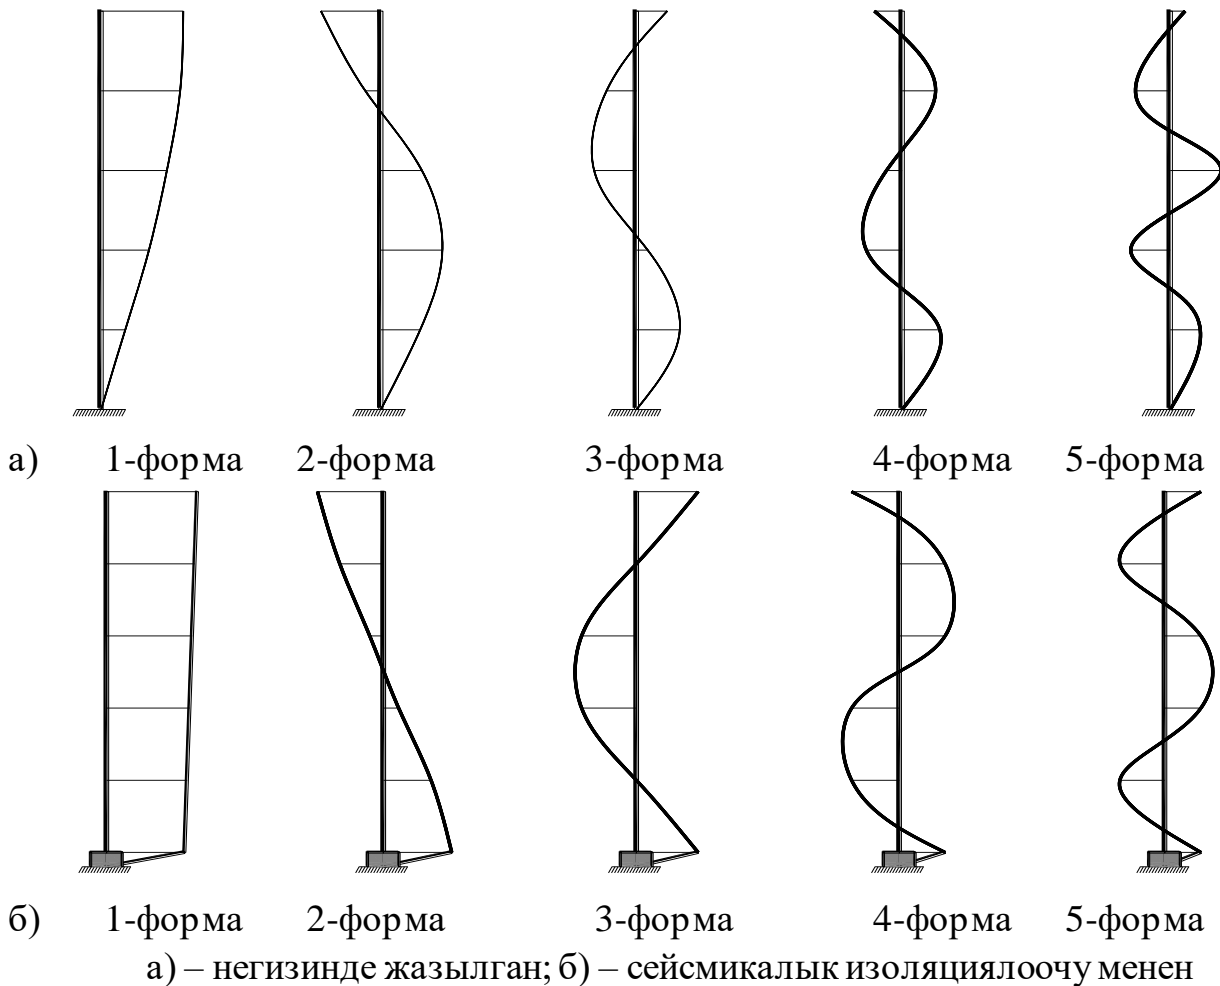 а) 1-форма 2-форма 3-форма 4-форма 5-форма
б) 1-форма 2-форма 3-форма 4-форма 5-форма
а) – негизинде жазылган; б) – сейсмикалык изоляциялоочу менен